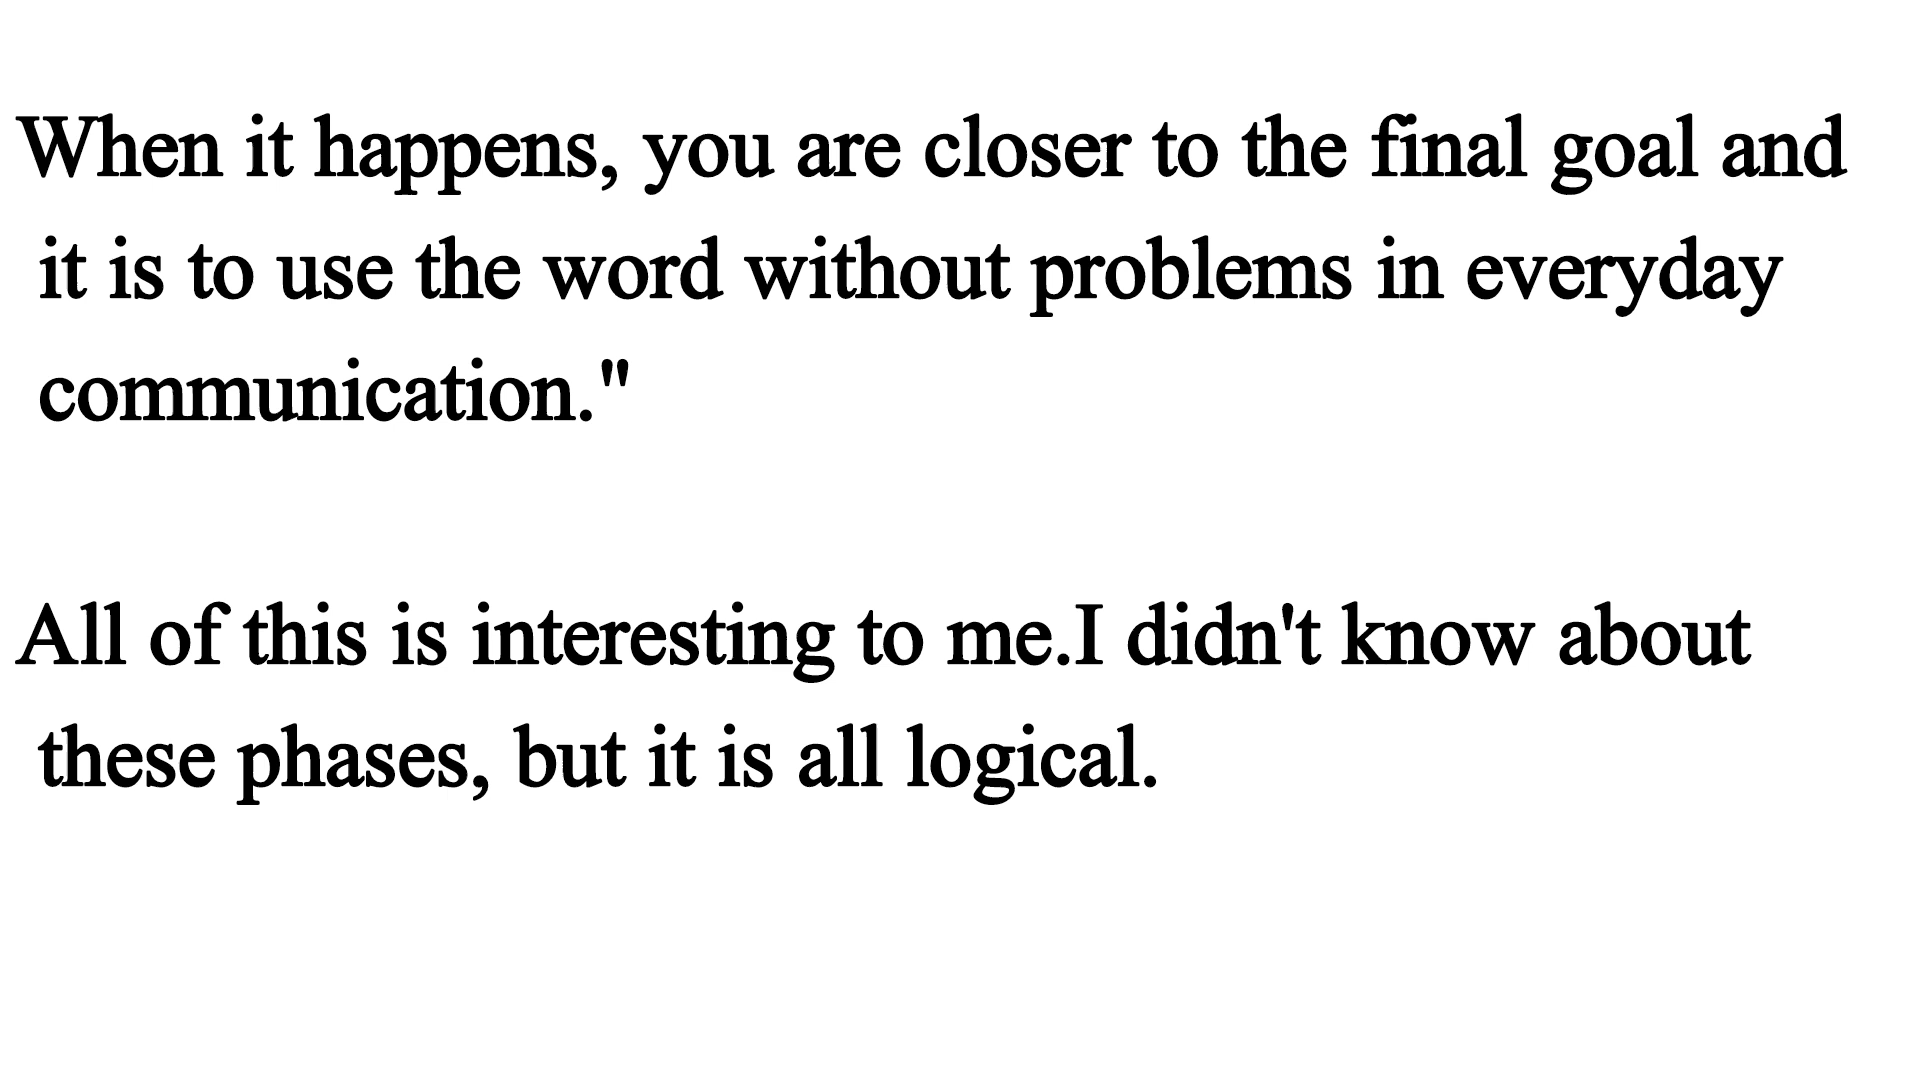 When it happens, you are closer to the final goal and
it is to use the word without problems in everyday
communication."
All of this is interesting to me.I didn't know about
these phases, but it is all logical.